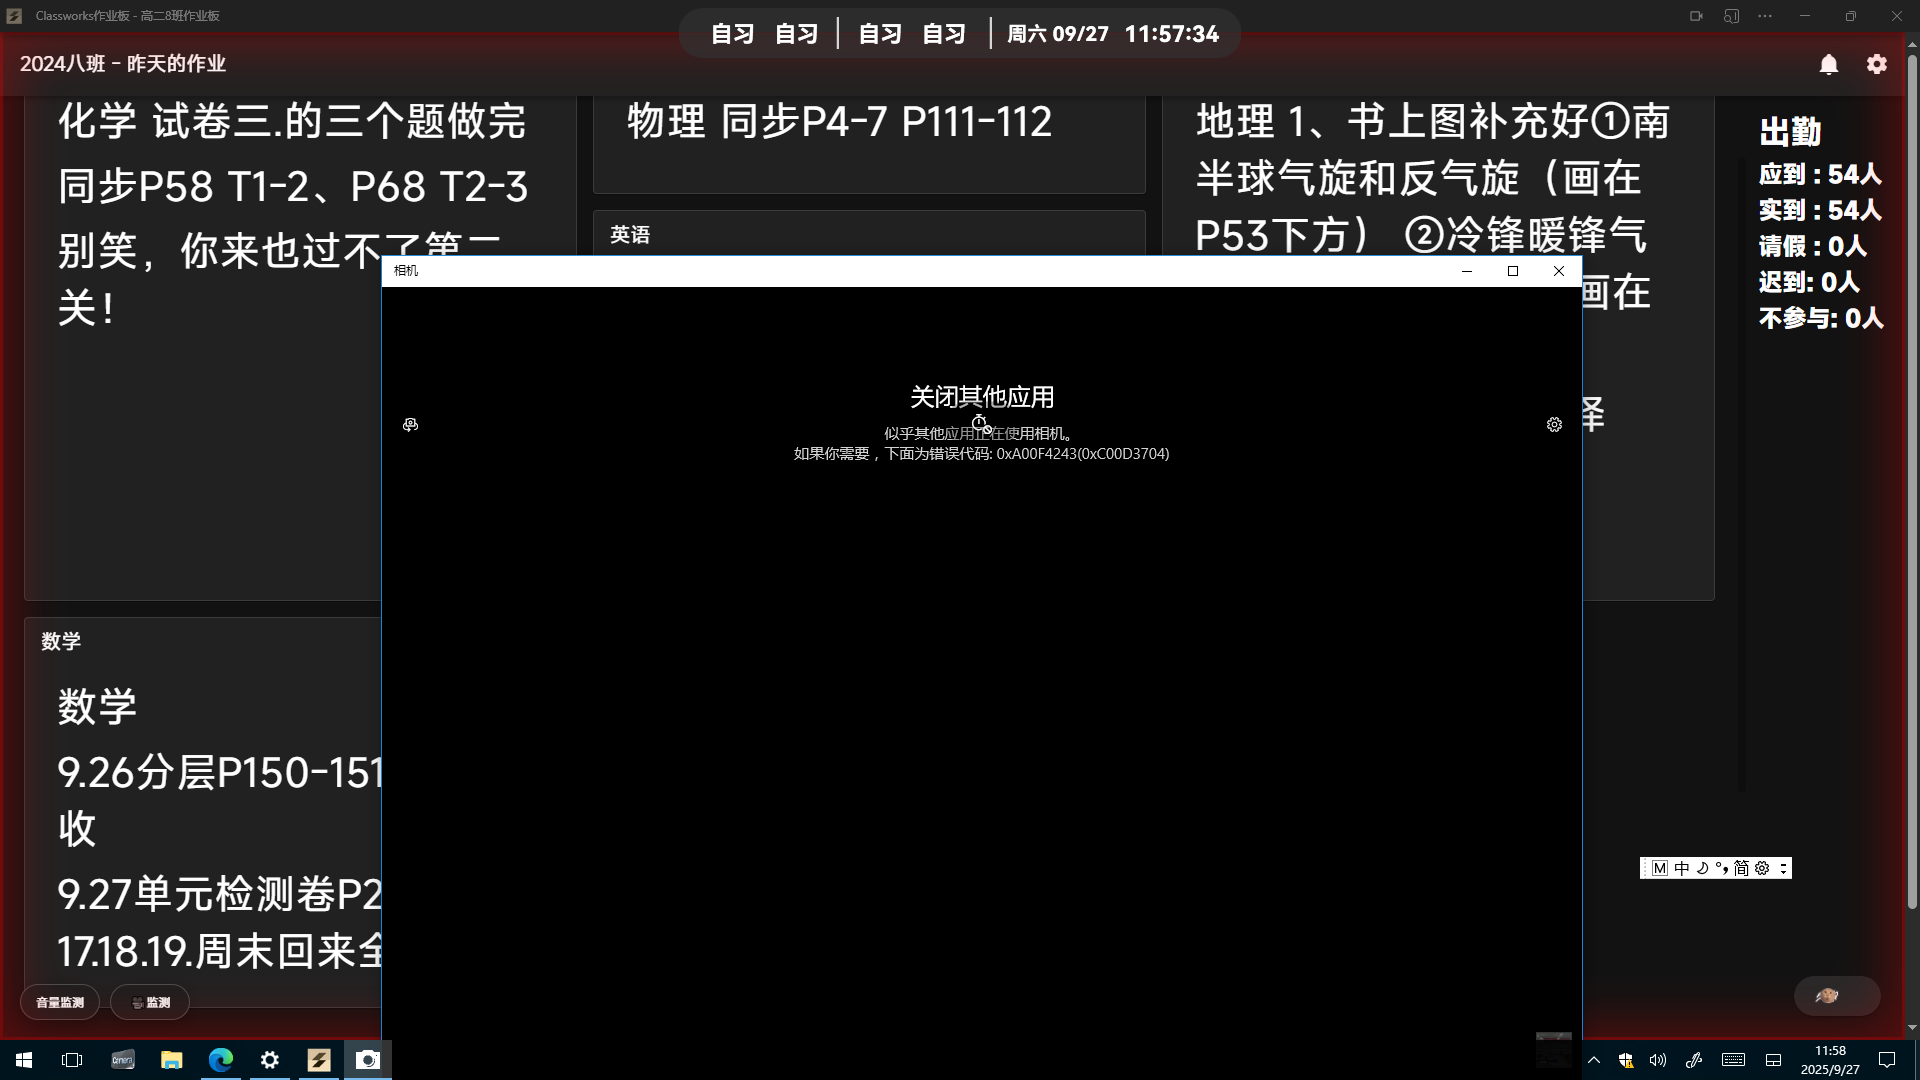 Classworks作业板 - 高二8班作业板
自习 自习 | 自习 自习 | 周六 09/27 11:57:34
2024八班 - 昨天的作业
化学 试卷三.的三个题做完
同步P58 T1-2、P68 T2-3
别笑，你来也过不了第二
关！
物理 同步P4-7 P111-112
英语
地理 1、书上图补充好①南
半球气旋和反气旋（画在
P53下方） ②冷锋暖锋气
画在
择
出勤
应到 : 54人
实到 : 54人
请假 : 0人
迟到: 0人
不参与: 0人
相机
关闭其他应用
似乎其他应用正在使用相机。
如果你需要，下面为错误代码: 0xA00F4243(0xC00D3704)
数学
数学
9.26分层P150-151
收
9.27单元检测卷P2
17.18.19.周末回来全
音量监测
监测
M 中 简
camera
11:58
2025/9/27